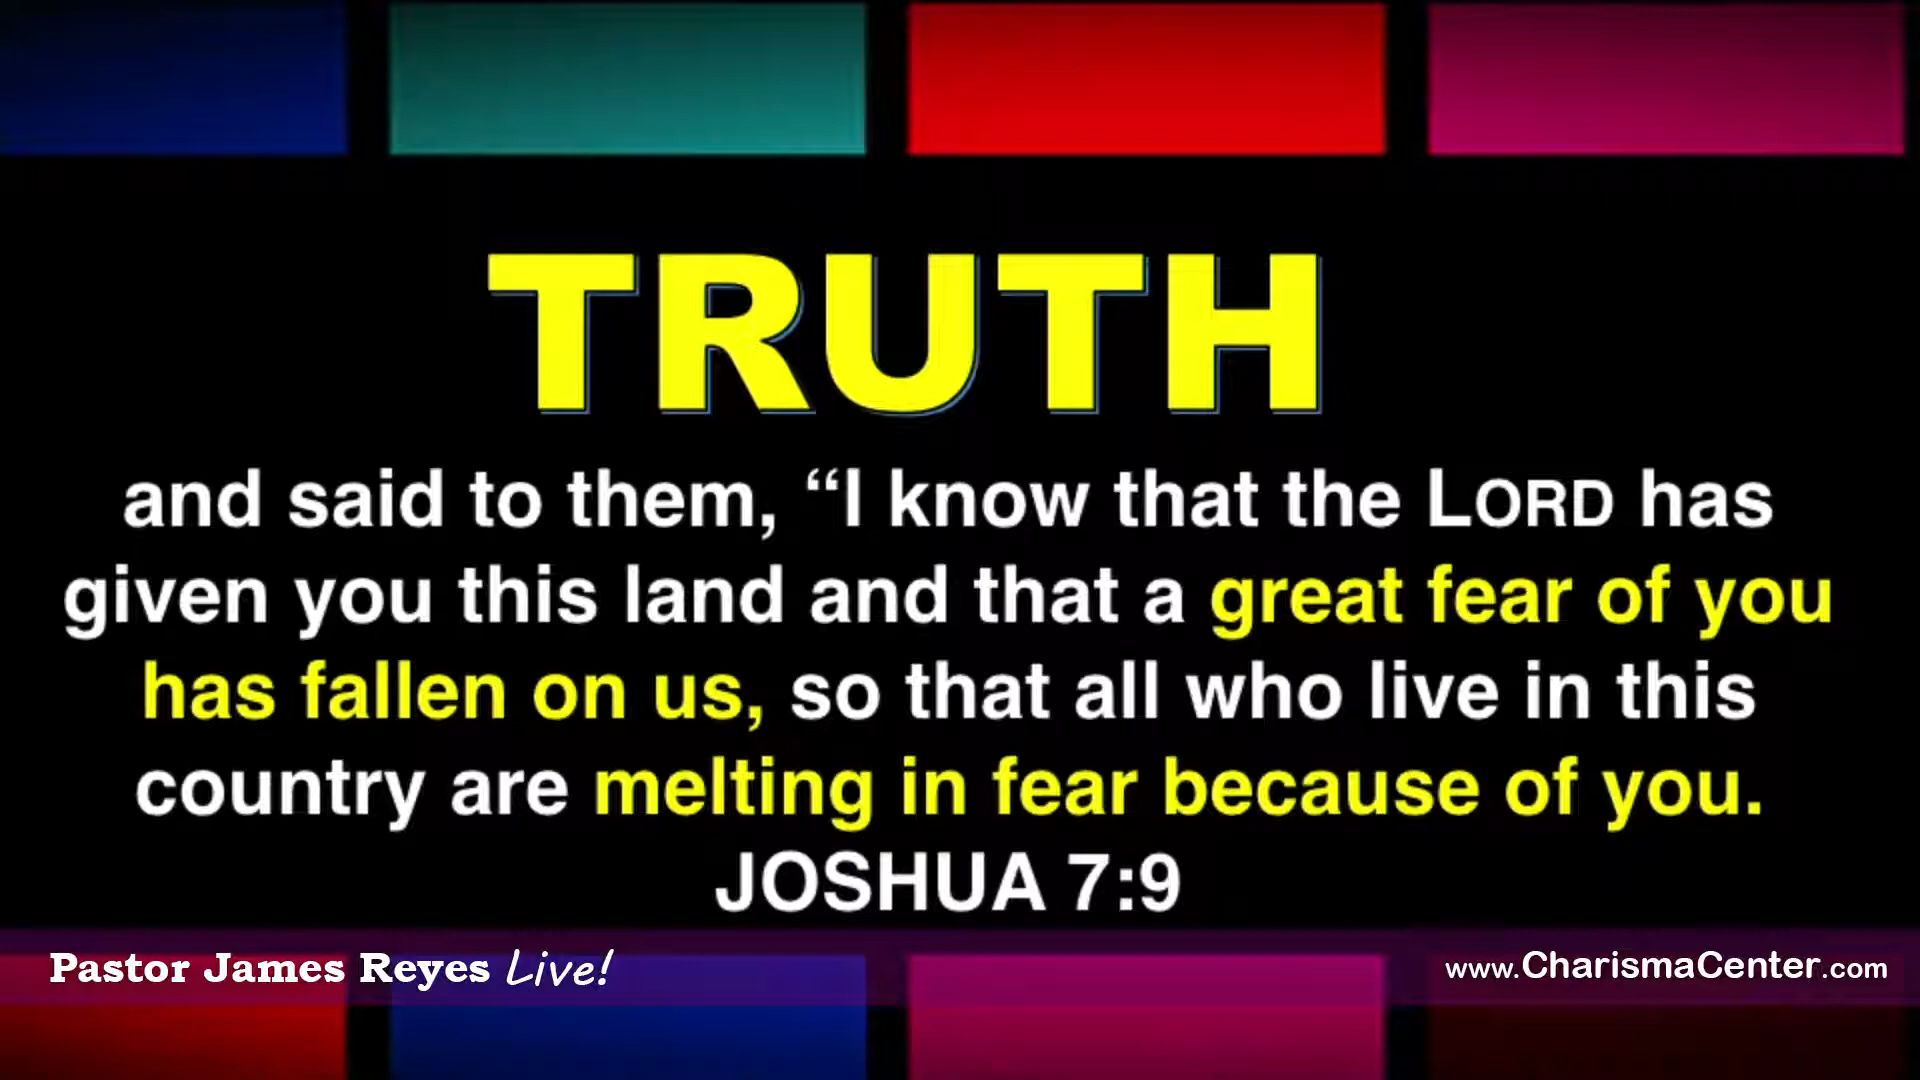 TRUTH
and said to them, “I know that the LORD has
given you this land and that a great fear of you
has fallen on us, so that all who live in this
country are melting in fear because of you.
JOSHUA 7:9
Pastor James Reyes Live!
www.CharismaCenter.com